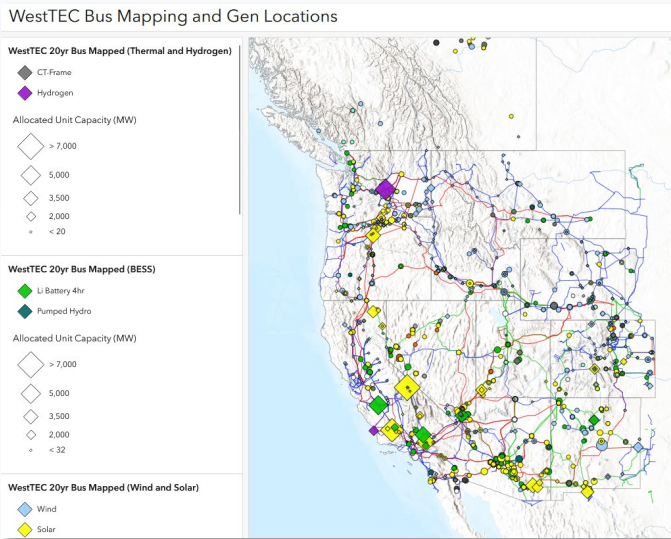 WestTEC Bus Mapping and Gen Locations
WestTEC 20yr Bus Mapped (Thermal and Hydrogen)
CT-Frame
Hydrogen
Allocated Unit Capacity (MW)
> 7,000
5,000
3,500
2,000
< 20
WestTEC 20yr Bus Mapped (BESS)
Li Battery 4hr
Pumped Hydro
Allocated Unit Capacity (MW)
> 7,000
5,000
3,500
2,000
< 32
WestTEC 20yr Bus Mapped (Wind and Solar)
Wind
Solar